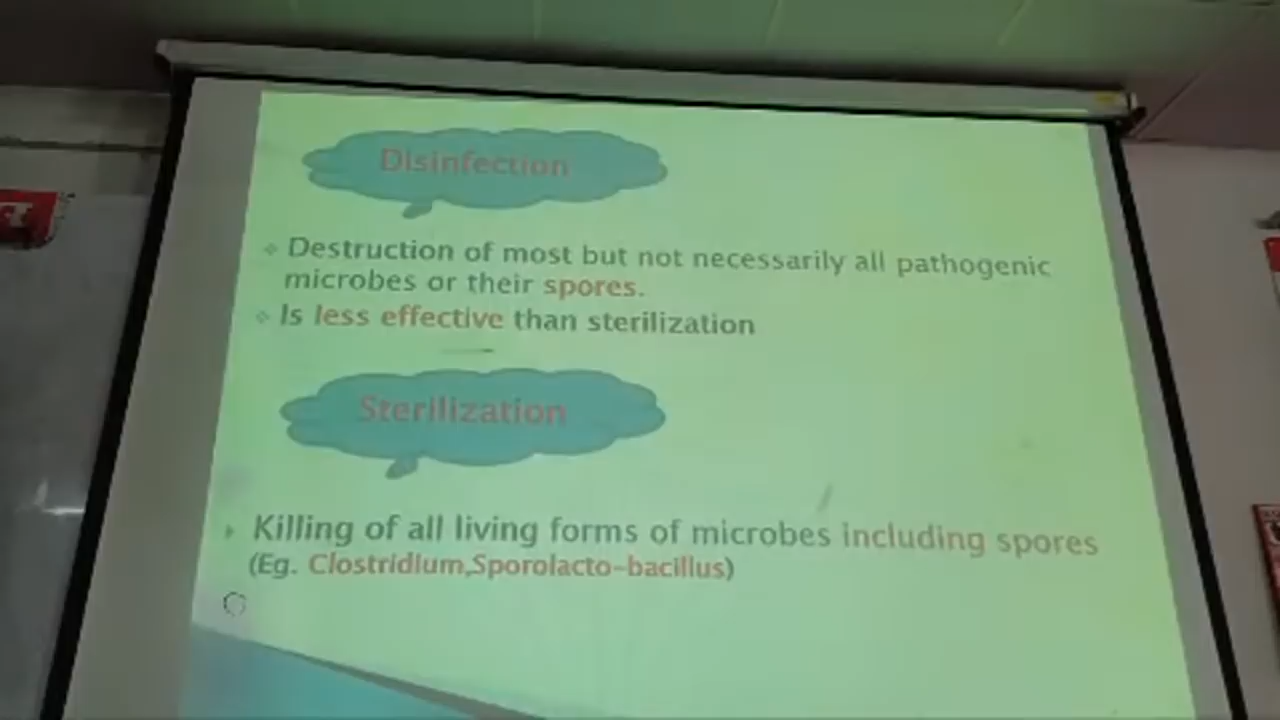 Disinfection
Destruction of most but not necessarily all pathogenic
microbes or their spores.
Is less effective than sterilization
Sterilization
Killing of all living forms of microbes including spores
(Eg. Clostridium,Sporolacto-bacillus)